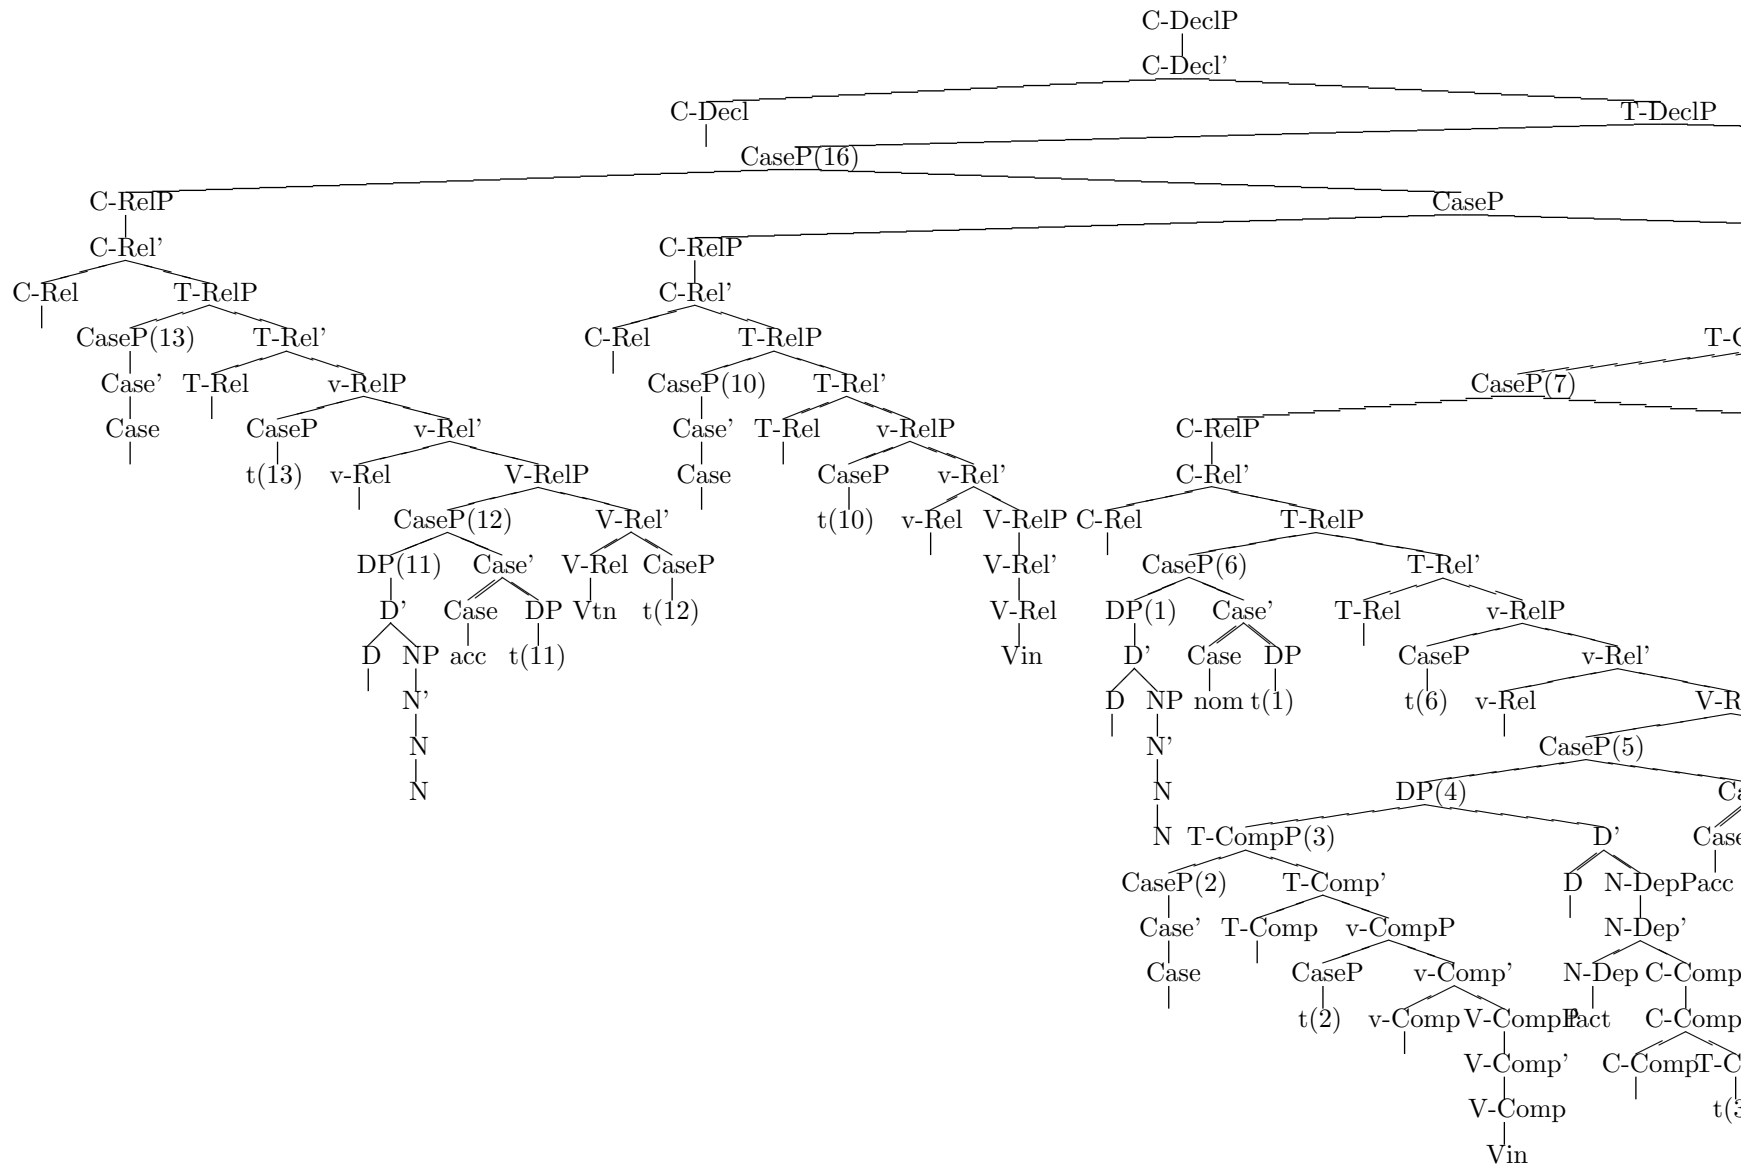 C-DeclP
C-Decl'
C-Decl T-DeclP
CaseP(16)
C-RelP CaseP
C-Rel' C-RelP
C-Rel T-RelP C-Rel'
CaseP(13) T-Rel' C-Rel T-RelP
Case' T-Rel v-RelP CaseP(10) T-Rel' CaseP(7)
Case CaseP v-Rel' Case' T-Rel v-RelP C-RelP
t(13) v-Rel V-RelP Case CaseP v-Rel' C-Rel'
CaseP(12) V-Rel' t(10) v-Rel V-RelP C-Rel T-RelP
DP(11) Case' V-Rel CaseP V-Rel' CaseP(6) T-Rel'
D' Case DP Vtn t(12) V-Rel DP(1) Case' T-Rel v-RelP
D NP acc t(11) Vin D' Case DP CaseP v-Rel'
N' D NP nom t(1) t(6) v-Rel
N N' CaseP(5)
N N DP(4)
N T-CompP(3) D' Case
CaseP(2) T-Comp' D N-DepP acc
Case' T-Comp v-CompP N-Dep'
Case CaseP v-Comp' N-Dep C-Comp
t(2) v-Comp V-CompP fact C-Comp
V-Comp' C-Comp
V-Comp
Vin